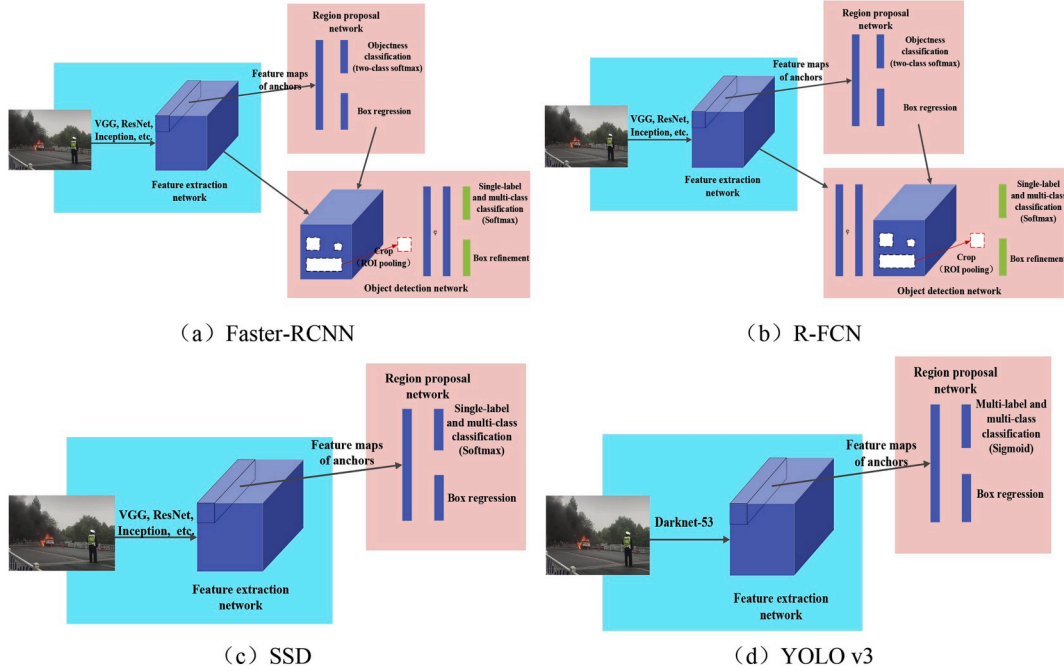 Region proposal
network
Objectness
classification
(two-class softmax)
Feature maps
of anchors
Box regression
VGG, ResNet,
Inception, etc.
Feature extraction
network
Single-label
and multi-class
classification
(Softmax)
Crop
(ROI pooling)
Box refinement
Object detection network
(a) Faster-RCNN
Region proposal
network
Objectness
classification
(two-class softmax)
Feature maps
of anchors
Box regression
VGG, ResNet,
Inception, etc.
Feature extraction
network
Single-label
and multi-class
classification
(Softmax)
Crop
(ROI pooling)
Box refinement
Object detection network
(b) R-FCN
Region proposal
network
Single-label
and multi-class
classification
(Softmax)
Feature maps
of anchors
Box regression
VGG, ResNet,
Inception, etc.
Feature extraction
network
(c) SSD
Region proposal
network
Multi-label and
multi-class
classification
(Sigmoid)
Feature maps
of anchors
Box regression
Darknet-53
Feature extraction
network
(d) YOLO v3